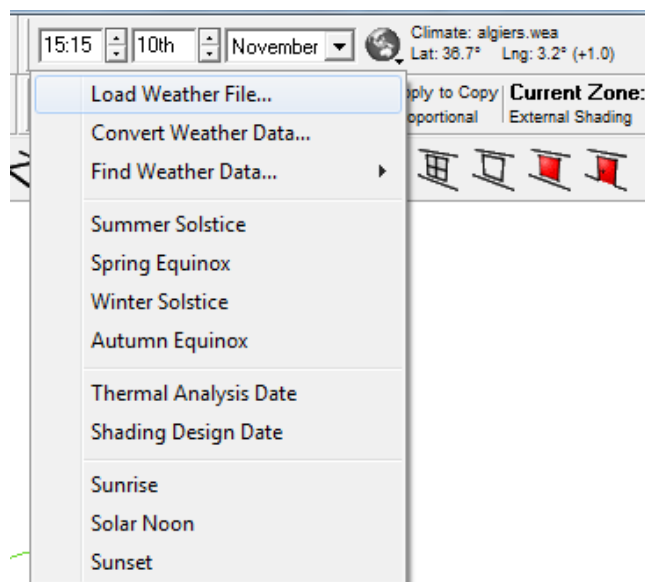 15:15 10th November Climate: algiers.wea
Lat: 36.7° Lng: 3.2° (+1.0)
Load Weather File...
ply to Copy Current Zone:
Convert Weather Data...
oportional External Shading
Find Weather Data...
Summer Solstice
Spring Equinox
Winter Solstice
Autumn Equinox
Thermal Analysis Date
Shading Design Date
Sunrise
Solar Noon
Sunset